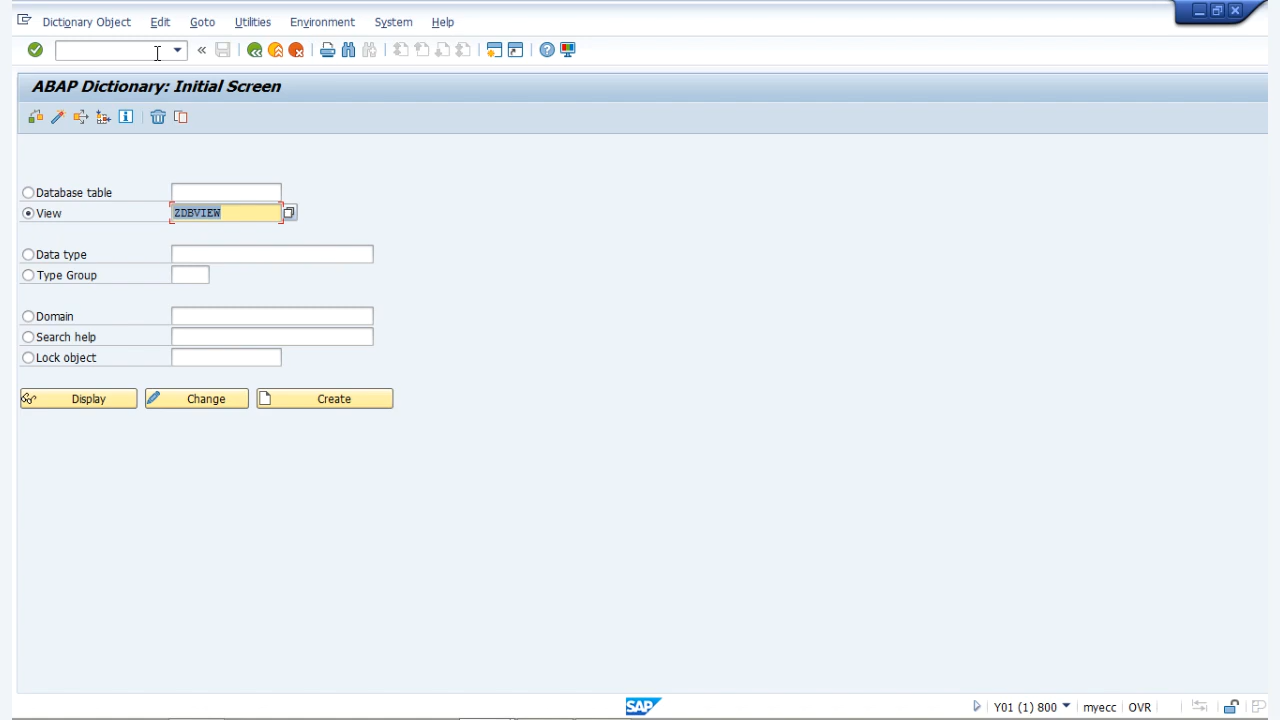 Dictionary Object Edit Goto Utilities Environment System Help
ABAP Dictionary: Initial Screen
Database table
View ZDBVIEW
Data type
Type Group
Domain
Search help
Lock object
Display Change Create
SAP Y01 (1) 800 myecc OVR